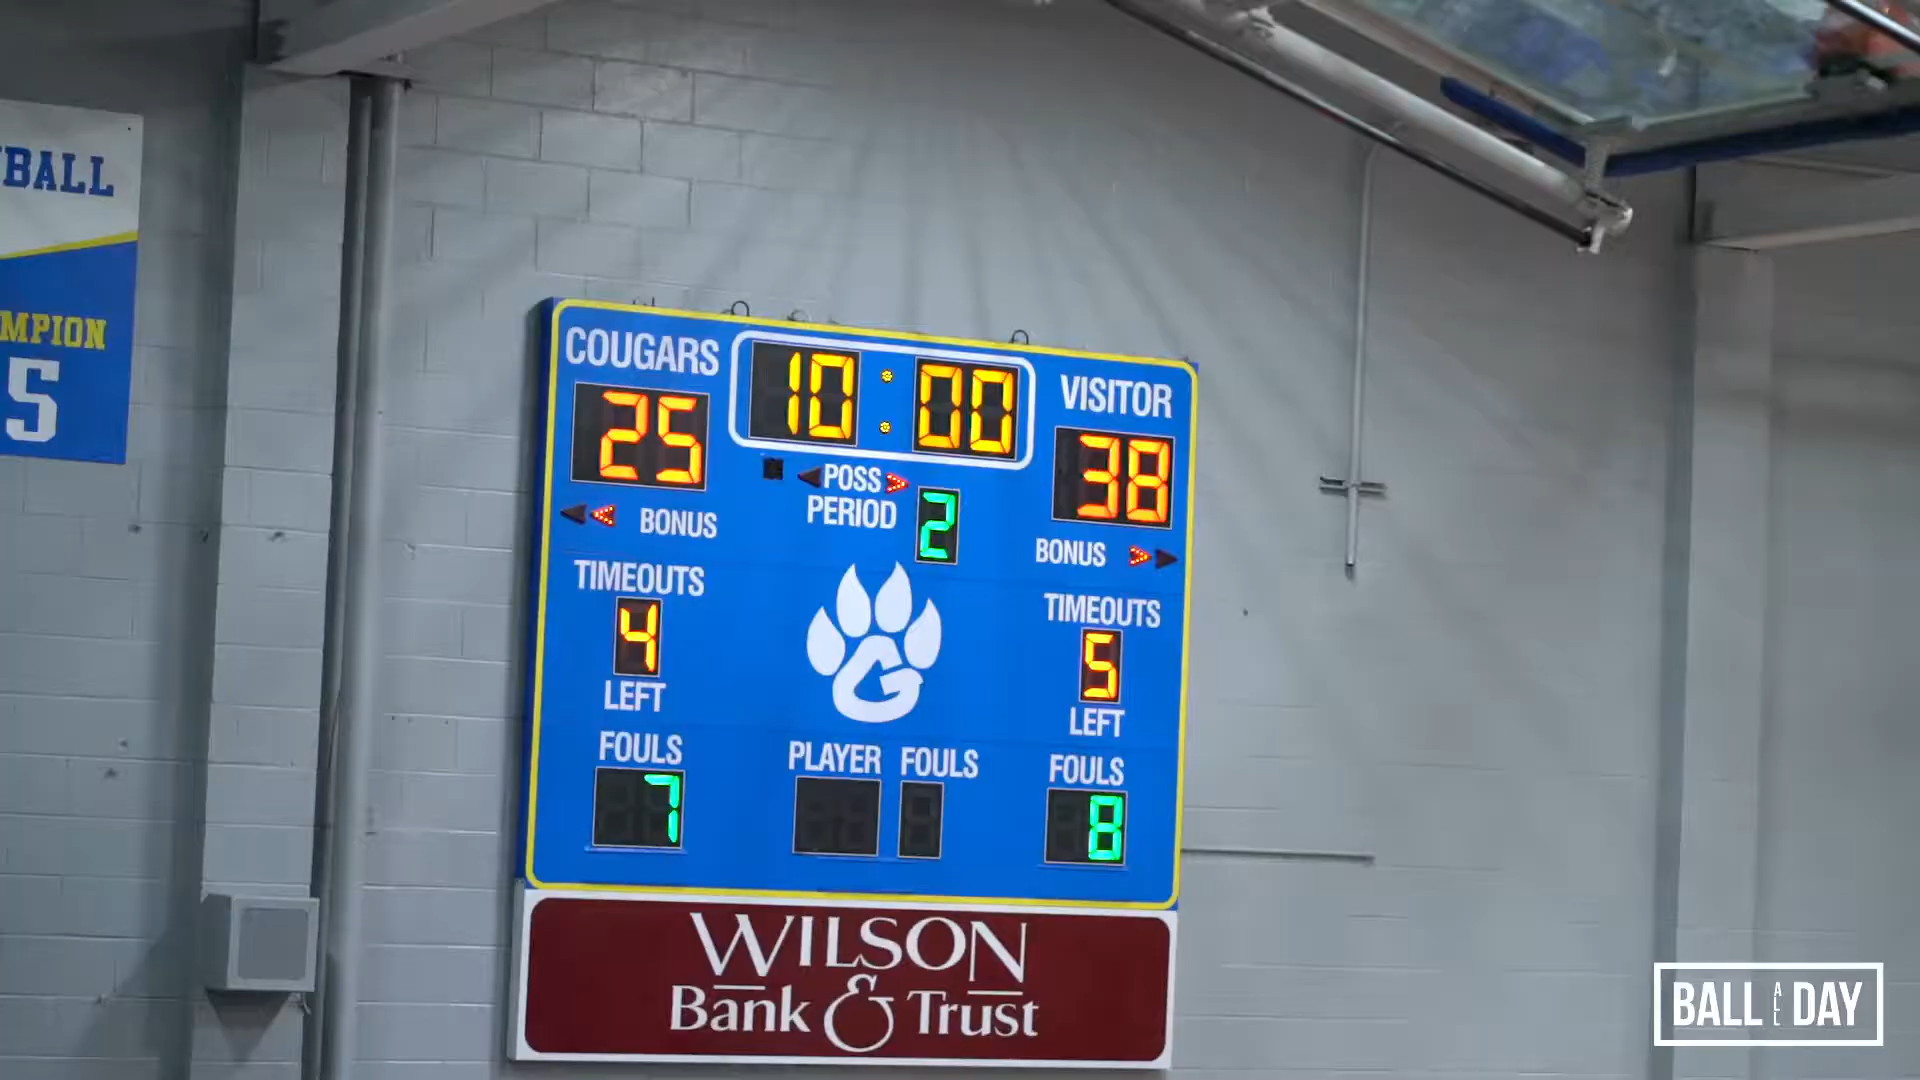 BALL
MPION
5
COUGARS
10:00
VISITOR
25
38
POSS
PERIOD
2
BONUS
BONUS
TIMEOUTS
4
LEFT
TIMEOUTS
5
LEFT
G
FOULS
7
PLAYER FOULS
FOULS
8
WILSON
Bank & Trust
BALL ALL DAY